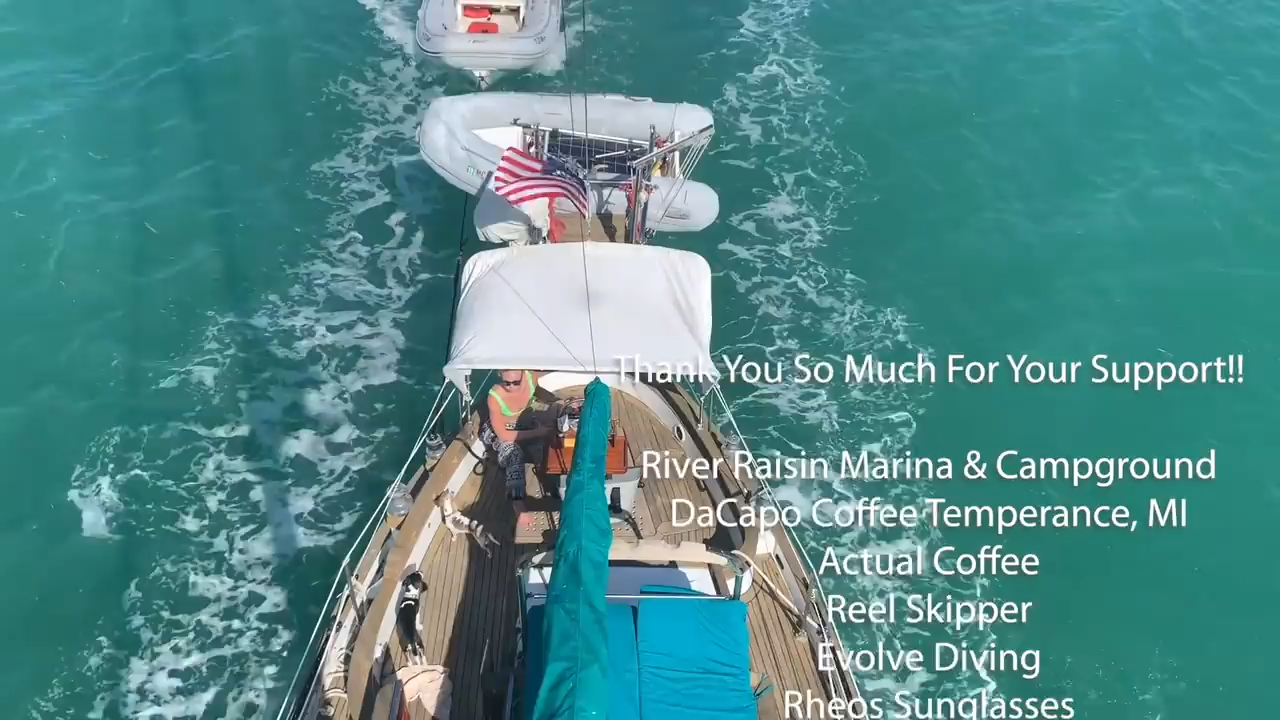 Thank You So Much For Your Support!!
River Raisin Marina & Campground
DaCapo Coffee Temperance, MI
Actual Coffee
Reel Skipper
Evolve Diving
Rheos Sunglasses